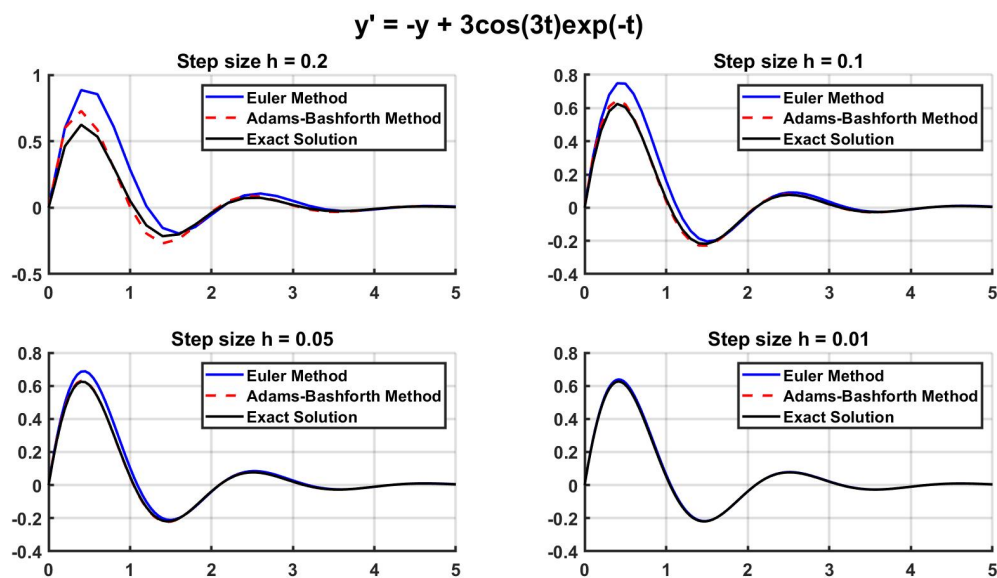 y' = -y + 3cos(3t)exp(-t)
Step size h = 0.2
1
0.5
0
-0.5
0 1 2 3 4 5
Euler Method
Adams-Bashforth Method
Exact Solution
Step size h = 0.1
0.8
0.6
0.4
0.2
0
-0.2
-0.4
0 1 2 3 4 5
Euler Method
Adams-Bashforth Method
Exact Solution
Step size h = 0.05
0.8
0.6
0.4
0.2
0
-0.2
-0.4
0 1 2 3 4 5
Euler Method
Adams-Bashforth Method
Exact Solution
Step size h = 0.01
0.8
0.6
0.4
0.2
0
-0.2
-0.4
0 1 2 3 4 5
Euler Method
Adams-Bashforth Method
Exact Solution